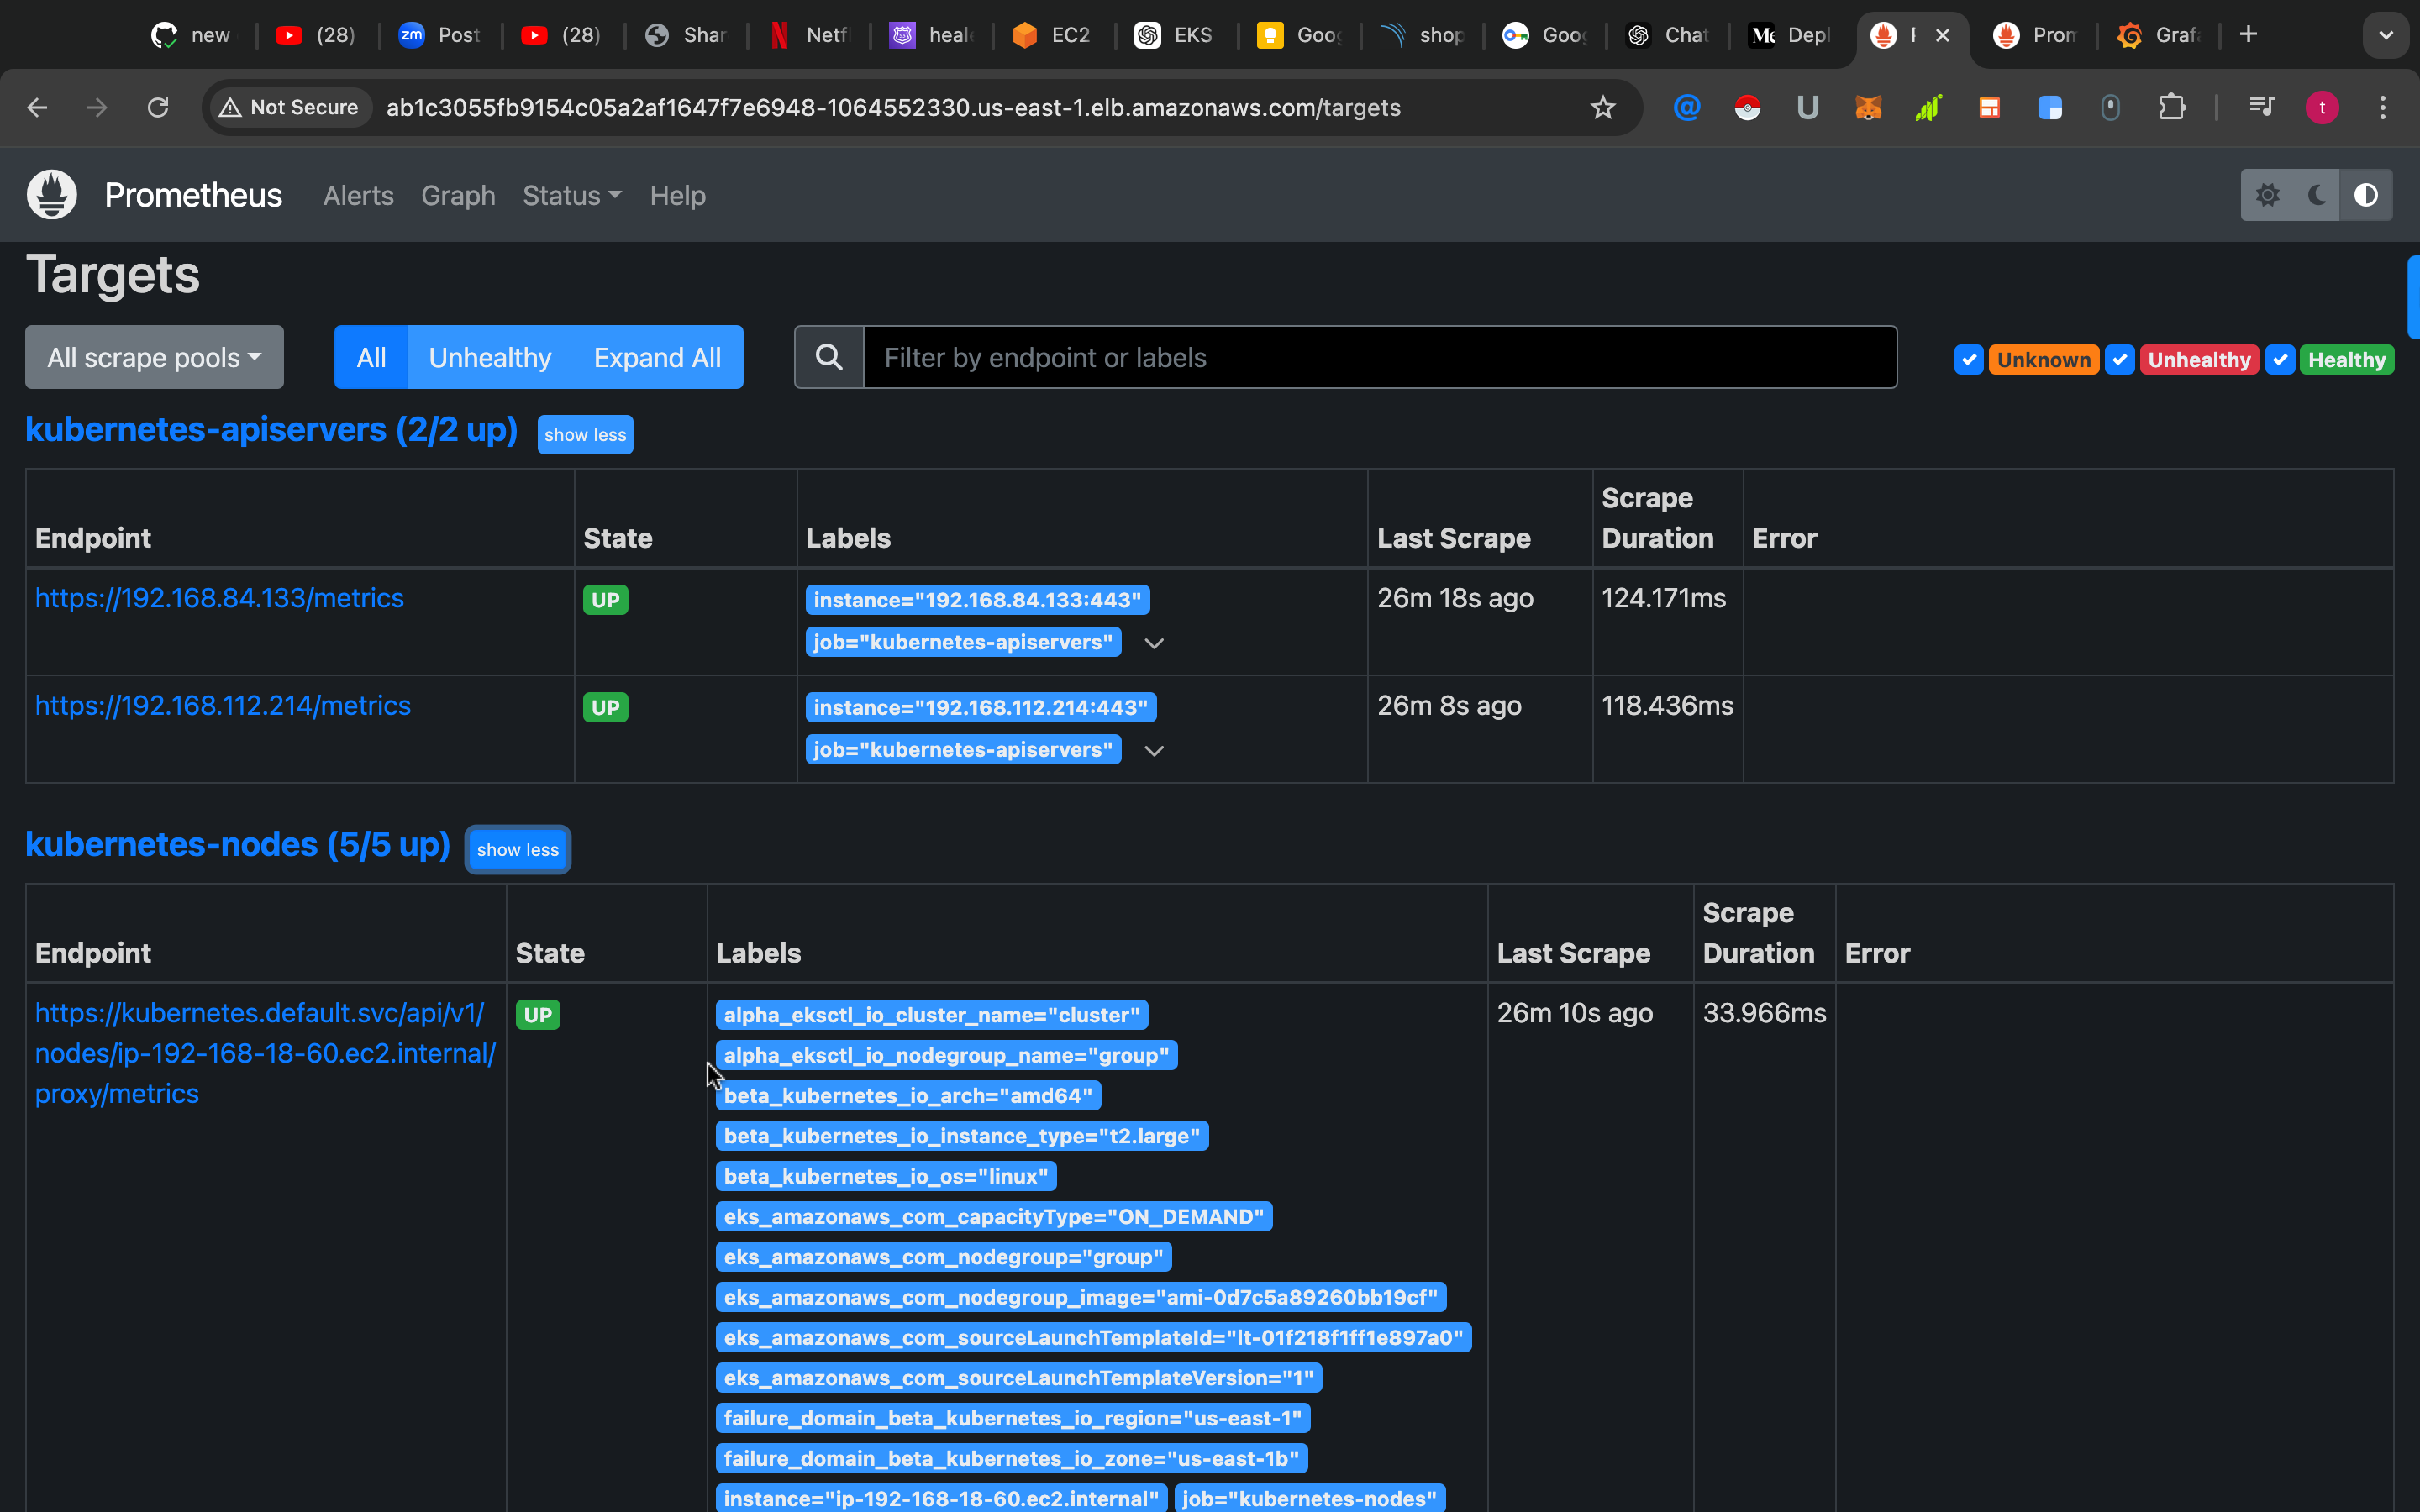 new (28) Post (28) Shar Netfl heal EC2 EKS Goog shop Goog Chat Depl Prom Grafa
Not Secure ab1c3055fb9154c05a2af1647f7e6948-1064552330.us-east-1.elb.amazonaws.com/targets
Prometheus Alerts Graph Status Help
Targets
All scrape pools All Unhealthy Expand All Filter by endpoint or labels Unknown Unhealthy Healthy
kubernetes-apiservers (2/2 up) show less
Endpoint State Labels Last Scrape Scrape Duration Error
https://192.168.84.133/metrics UP instance="192.168.84.133:443" 26m 18s ago 124.171ms
job="kubernetes-apiservers"
https://192.168.112.214/metrics UP instance="192.168.112.214:443" 26m 8s ago 118.436ms
job="kubernetes-apiservers"
kubernetes-nodes (5/5 up) show less
Endpoint State Labels Last Scrape Scrape Duration Error
https://kubernetes.default.svc/api/v1/ UP alpha_eksctl_io_cluster_name="cluster" 26m 10s ago 33.966ms
nodes/ip-192-168-18-60.ec2.internal/ alpha_eksctl_io_nodegroup_name="group"
proxy/metrics beta_kubernetes_io_arch="amd64"
beta_kubernetes_io_instance_type="t2.large"
beta_kubernetes_io_os="linux"
eks_amazonaws_com_capacityType="ON_DEMAND"
eks_amazonaws_com_nodegroup="group"
eks_amazonaws_com_nodegroup_image="ami-0d7c5a89260bb19cf"
eks_amazonaws_com_sourceLaunchTemplateId="lt-01f218f1ff1e897a0"
eks_amazonaws_com_sourceLaunchTemplateVersion="1"
failure_domain_beta_kubernetes_io_region="us-east-1"
failure_domain_beta_kubernetes_io_zone="us-east-1b"
instance="ip-192-168-18-60.ec2.internal" job="kubernetes-nodes"